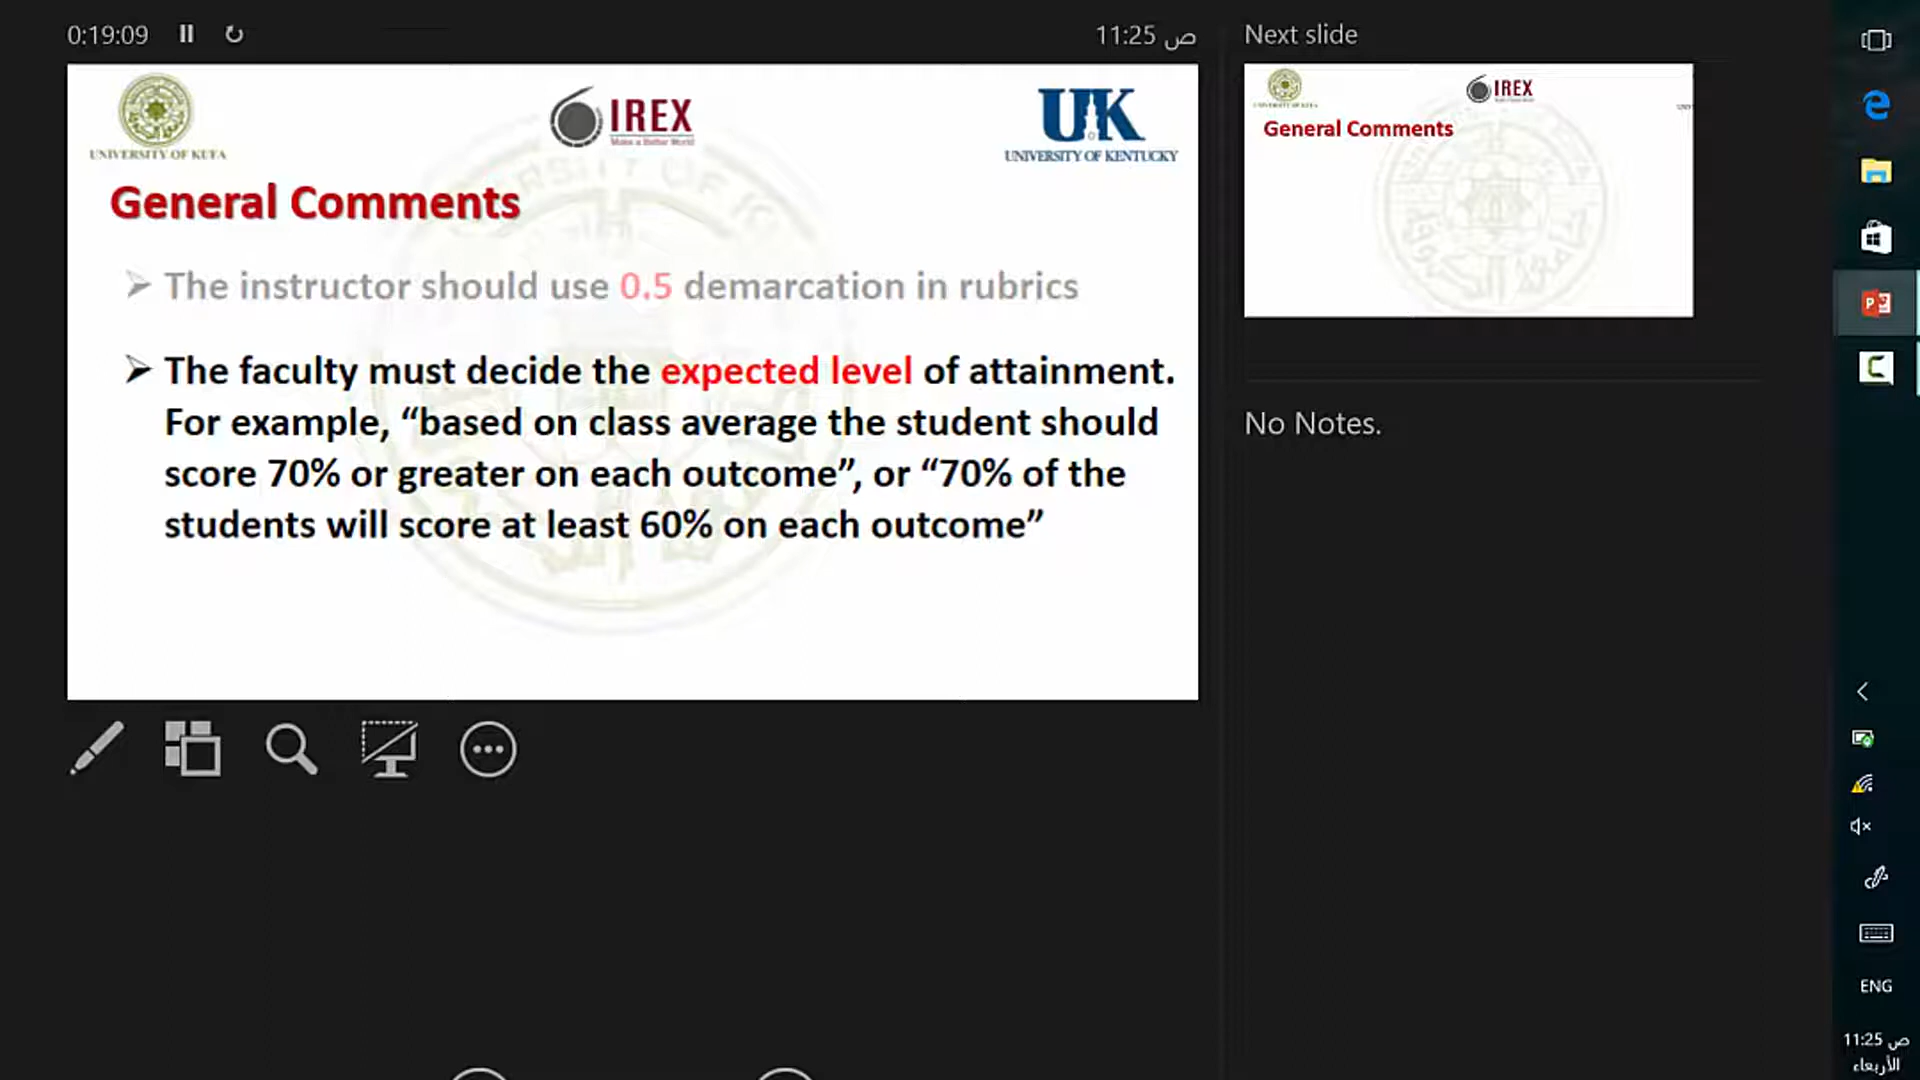 0:19:09
11:25 ص
Next slide
UNIVERSITY OF KUFA
IREX
Make a Better World
UK
UNIVERSITY OF KENTUCKY
General Comments
➢ The instructor should use 0.5 demarcation in rubrics
➢ The faculty must decide the expected level of attainment.
For example, “based on class average the student should
score 70% or greater on each outcome”, or “70% of the
students will score at least 60% on each outcome”
IREX
General Comments
No Notes.
ENG
11:25 ص
الأربعاء